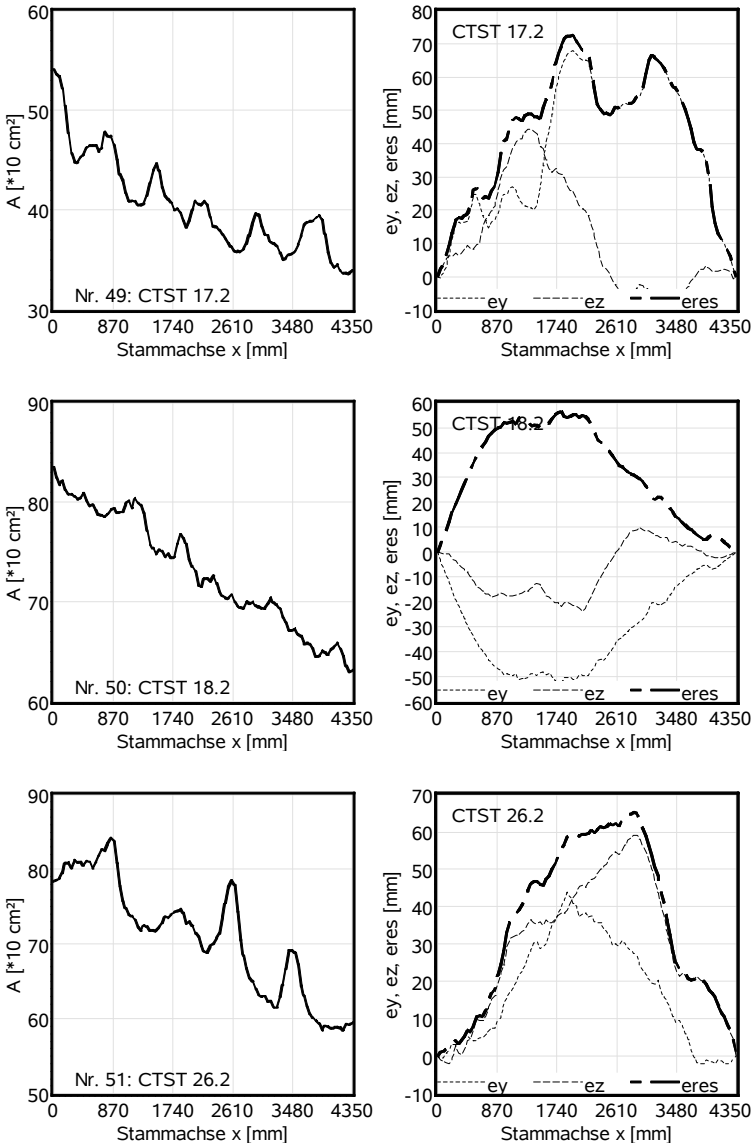 60
50
40
30
A [*10 cm²]
Nr. 49: CTST 17.2
0 870 1740 2610 3480 4350
Stammachse x [mm]
80
70
60
50
40
30
20
10
0
-10
ey, ez, eres [mm]
CTST 17.2
ey ez eres
0 870 1740 2610 3480 4350
Stammachse x [mm]
90
80
70
60
A [*10 cm²]
Nr. 50: CTST 18.2
0 870 1740 2610 3480 4350
Stammachse x [mm]
60
50
40
30
20
10
0
-10
-20
-30
-40
-50
-60
ey, ez, eres [mm]
CTST 18.2
ey ez eres
0 870 1740 2610 3480 4350
Stammachse x [mm]
90
80
70
60
50
A [*10 cm²]
Nr. 51: CTST 26.2
0 870 1740 2610 3480 4350
Stammachse x [mm]
70
60
50
40
30
20
10
0
-10
ey, ez, eres [mm]
CTST 26.2
ey ez eres
0 870 1740 2610 3480 4350
Stammachse x [mm]